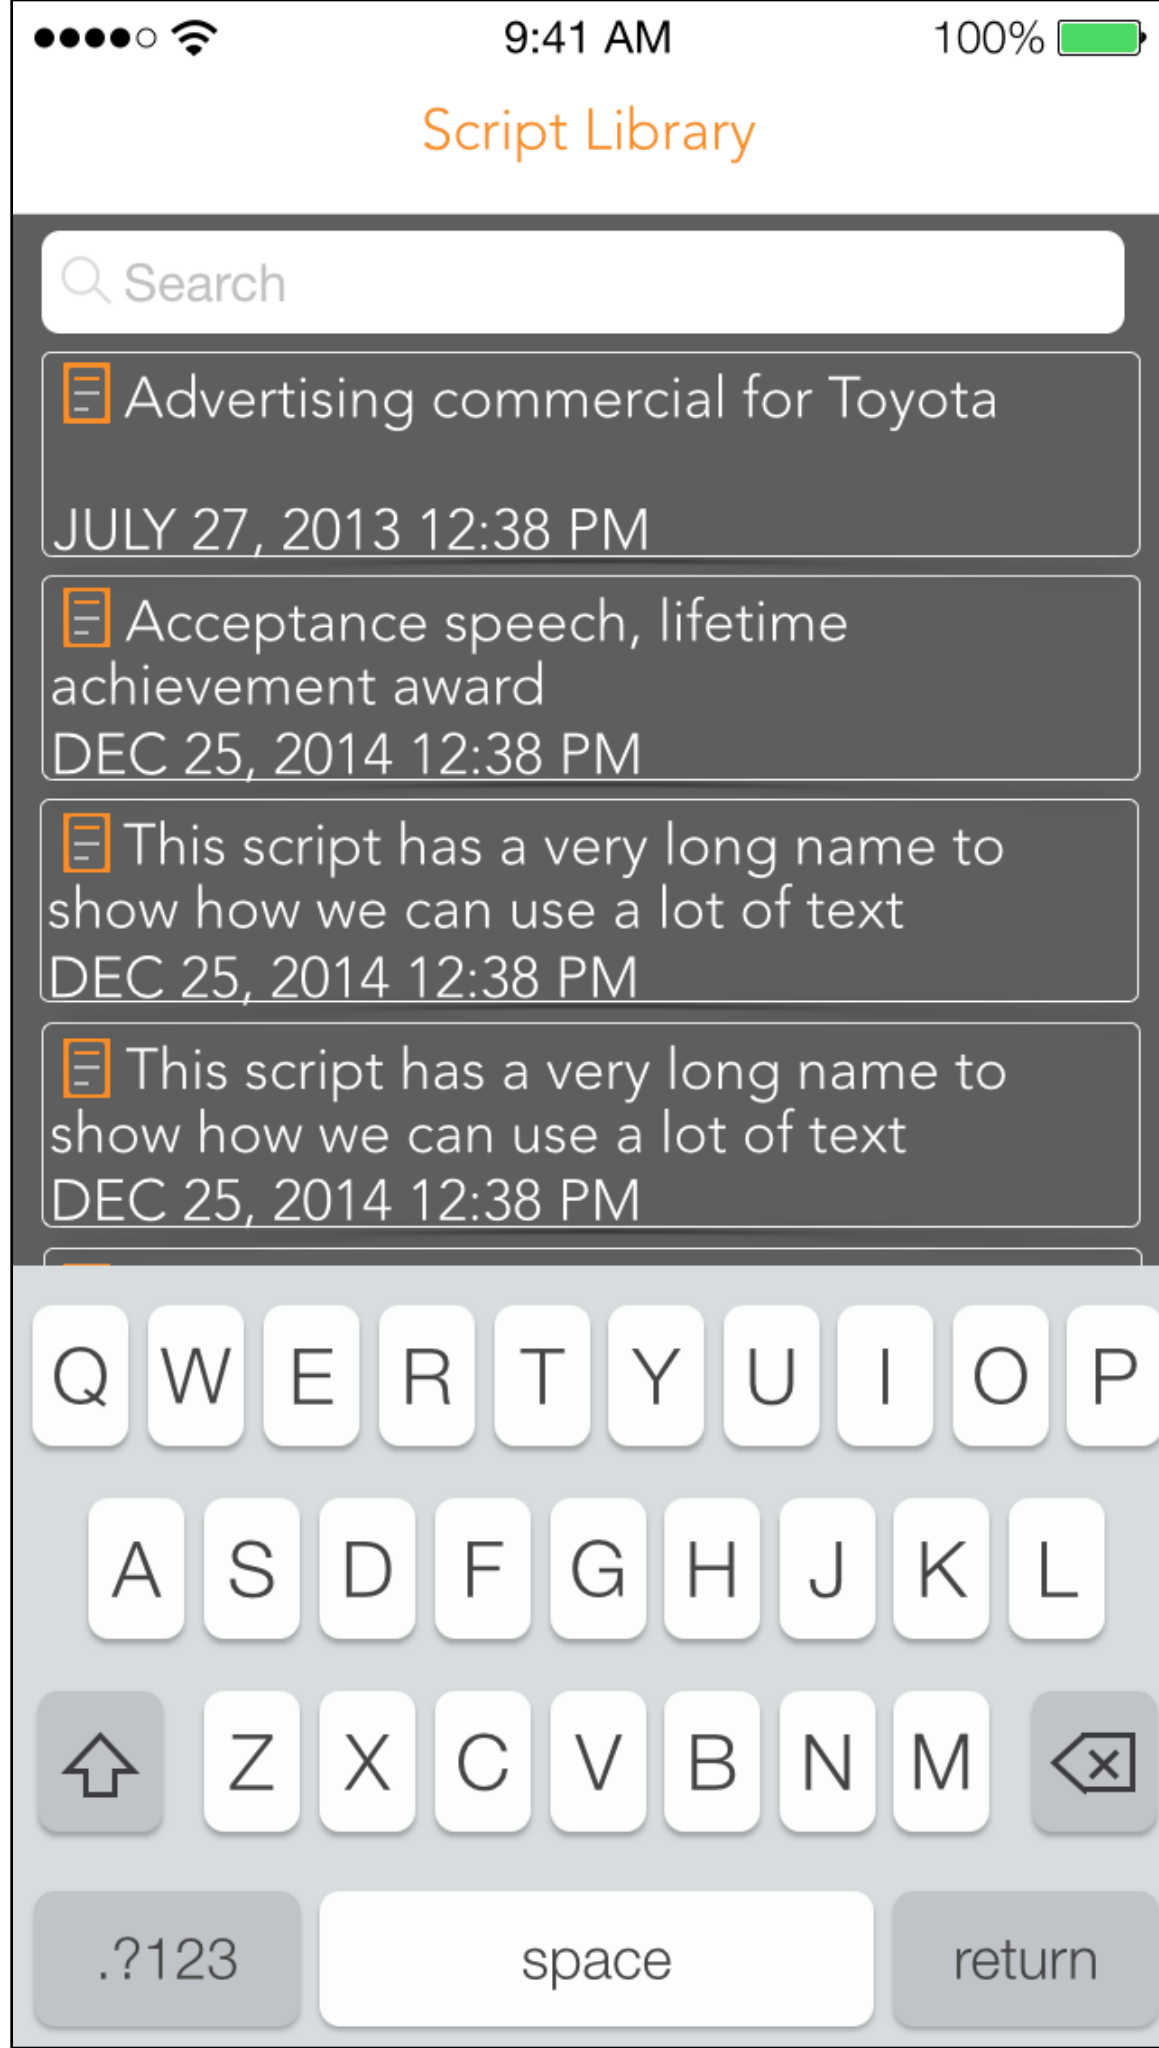 9:41 AM 100%
Script Library
Search
Advertising commercial for Toyota
JULY 27, 2013 12:38 PM
Acceptance speech, lifetime
achievement award
DEC 25, 2014 12:38 PM
This script has a very long name to
show how we can use a lot of text
DEC 25, 2014 12:38 PM
This script has a very long name to
show how we can use a lot of text
DEC 25, 2014 12:38 PM
Q W E R T Y U I O P
A S D F G H J K L
Z X C V B N M
.?123 space return